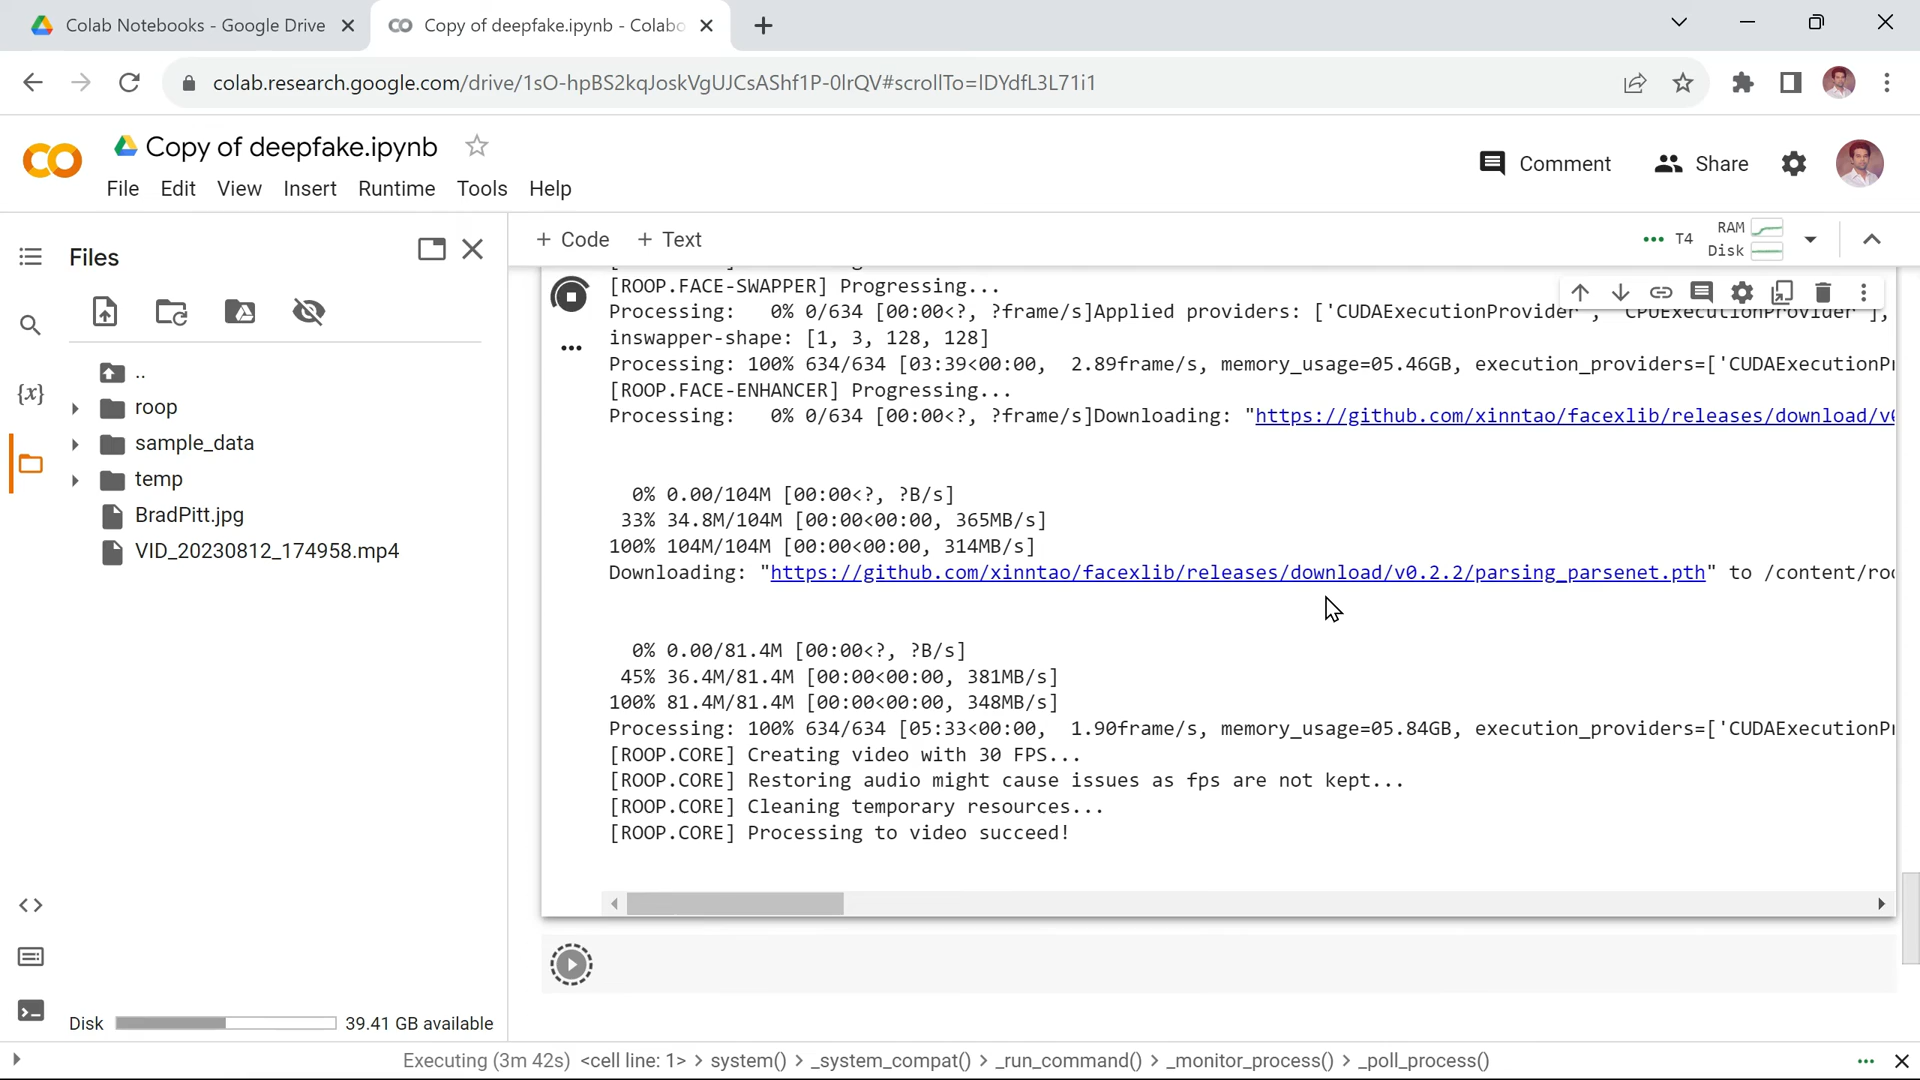 Colab Notebooks - Google Drive
Copy of deepfake.ipynb - Colabo
colab.research.google.com/drive/1sO-hpBS2kqJoskVgUJCsAShf1P-0lrQV#scrollTo=lDYdfL3L71i1
Copy of deepfake.ipynb
File Edit View Insert Runtime Tools Help
Comment Share
Files
+ Code + Text
T4 RAM Disk
..
roop
sample_data
temp
BradPitt.jpg
VID_20230812_174958.mp4
Disk 39.41 GB available
[ROOP.FACE-SWAPPER] Progressing...
Processing:   0% 0/634 [00:00<?, ?frame/s]Applied providers: ['CUDAExecutionProvider', 'CPUExecutionProvider'],
inswapper-shape: [1, 3, 128, 128]
Processing: 100% 634/634 [03:39<00:00,  2.89frame/s, memory_usage=05.46GB, execution_providers=['CUDAExecutionPr
[ROOP.FACE-ENHANCER] Progressing...
Processing:   0% 0/634 [00:00<?, ?frame/s]Downloading: "https://github.com/xinntao/facexlib/releases/download/v0
0% 0.00/104M [00:00<?, ?B/s]
33% 34.8M/104M [00:00<00:00, 365MB/s]
100% 104M/104M [00:00<00:00, 314MB/s]
Downloading: "https://github.com/xinntao/facexlib/releases/download/v0.2.2/parsing_parsenet.pth" to /content/roo
0% 0.00/81.4M [00:00<?, ?B/s]
45% 36.4M/81.4M [00:00<00:00, 381MB/s]
100% 81.4M/81.4M [00:00<00:00, 348MB/s]
Processing: 100% 634/634 [05:33<00:00,  1.90frame/s, memory_usage=05.84GB, execution_providers=['CUDAExecutionPr
[ROOP.CORE] Creating video with 30 FPS...
[ROOP.CORE] Restoring audio might cause issues as fps are not kept...
[ROOP.CORE] Cleaning temporary resources...
[ROOP.CORE] Processing to video succeed!
Executing (3m 42s) <cell line: 1> > system() > _system_compat() > _run_command() > _monitor_process() > _poll_process()